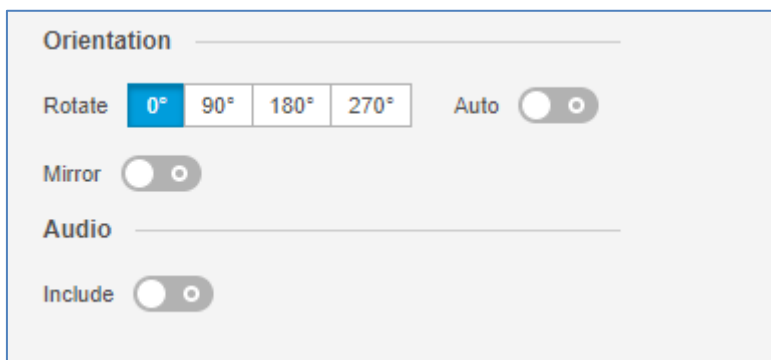 Orientation
Rotate 0° 90° 180° 270° Auto
Mirror
Audio
Include